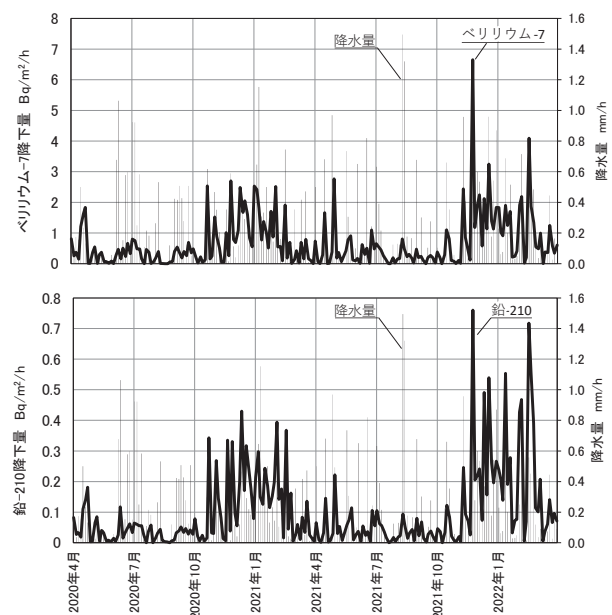 8
7
6
5
4
3
2
1
0
ベリリウム-7降下量 Bq/m²/h
降水量
ベリリウム-7
1.6
1.4
1.2
1.0
0.8
0.6
0.4
0.2
0.0
降水量 mm/h
0.8
0.7
0.6
0.5
0.4
0.3
0.2
0.1
0
鉛-210降下量 Bq/m²/h
降水量
鉛-210
1.6
1.4
1.2
1.0
0.8
0.6
0.4
0.2
0.0
降水量 mm/h
2020年4月
2020年7月
2020年10月
2021年1月
2021年4月
2021年7月
2021年10月
2022年1月